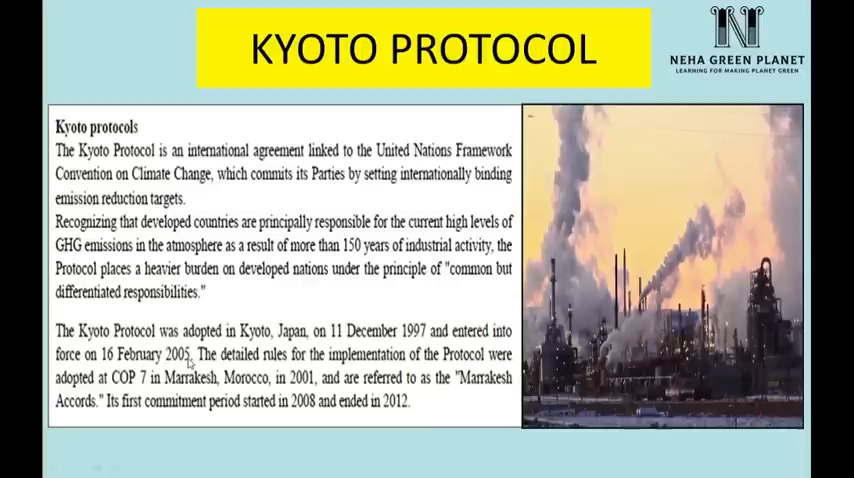 KYOTO PROTOCOL
N
NEHA GREEN PLANET
LEARNING FOR MAKING PLANET GREEN
Kyoto protocols
The Kyoto Protocol is an international agreement linked to the United Nations Framework
Convention on Climate Change, which commits its Parties by setting internationally binding
emission reduction targets.
Recognizing that developed countries are principally responsible for the current high levels of
GHG emissions in the atmosphere as a result of more than 150 years of industrial activity, the
Protocol places a heavier burden on developed nations under the principle of "common but
differentiated responsibilities."
The Kyoto Protocol was adopted in Kyoto, Japan, on 11 December 1997 and entered into
force on 16 February 2005. The detailed rules for the implementation of the Protocol were
adopted at COP 7 in Marrakesh, Morocco, in 2001, and are referred to as the "Marrakesh
Accords." Its first commitment period started in 2008 and ended in 2012.